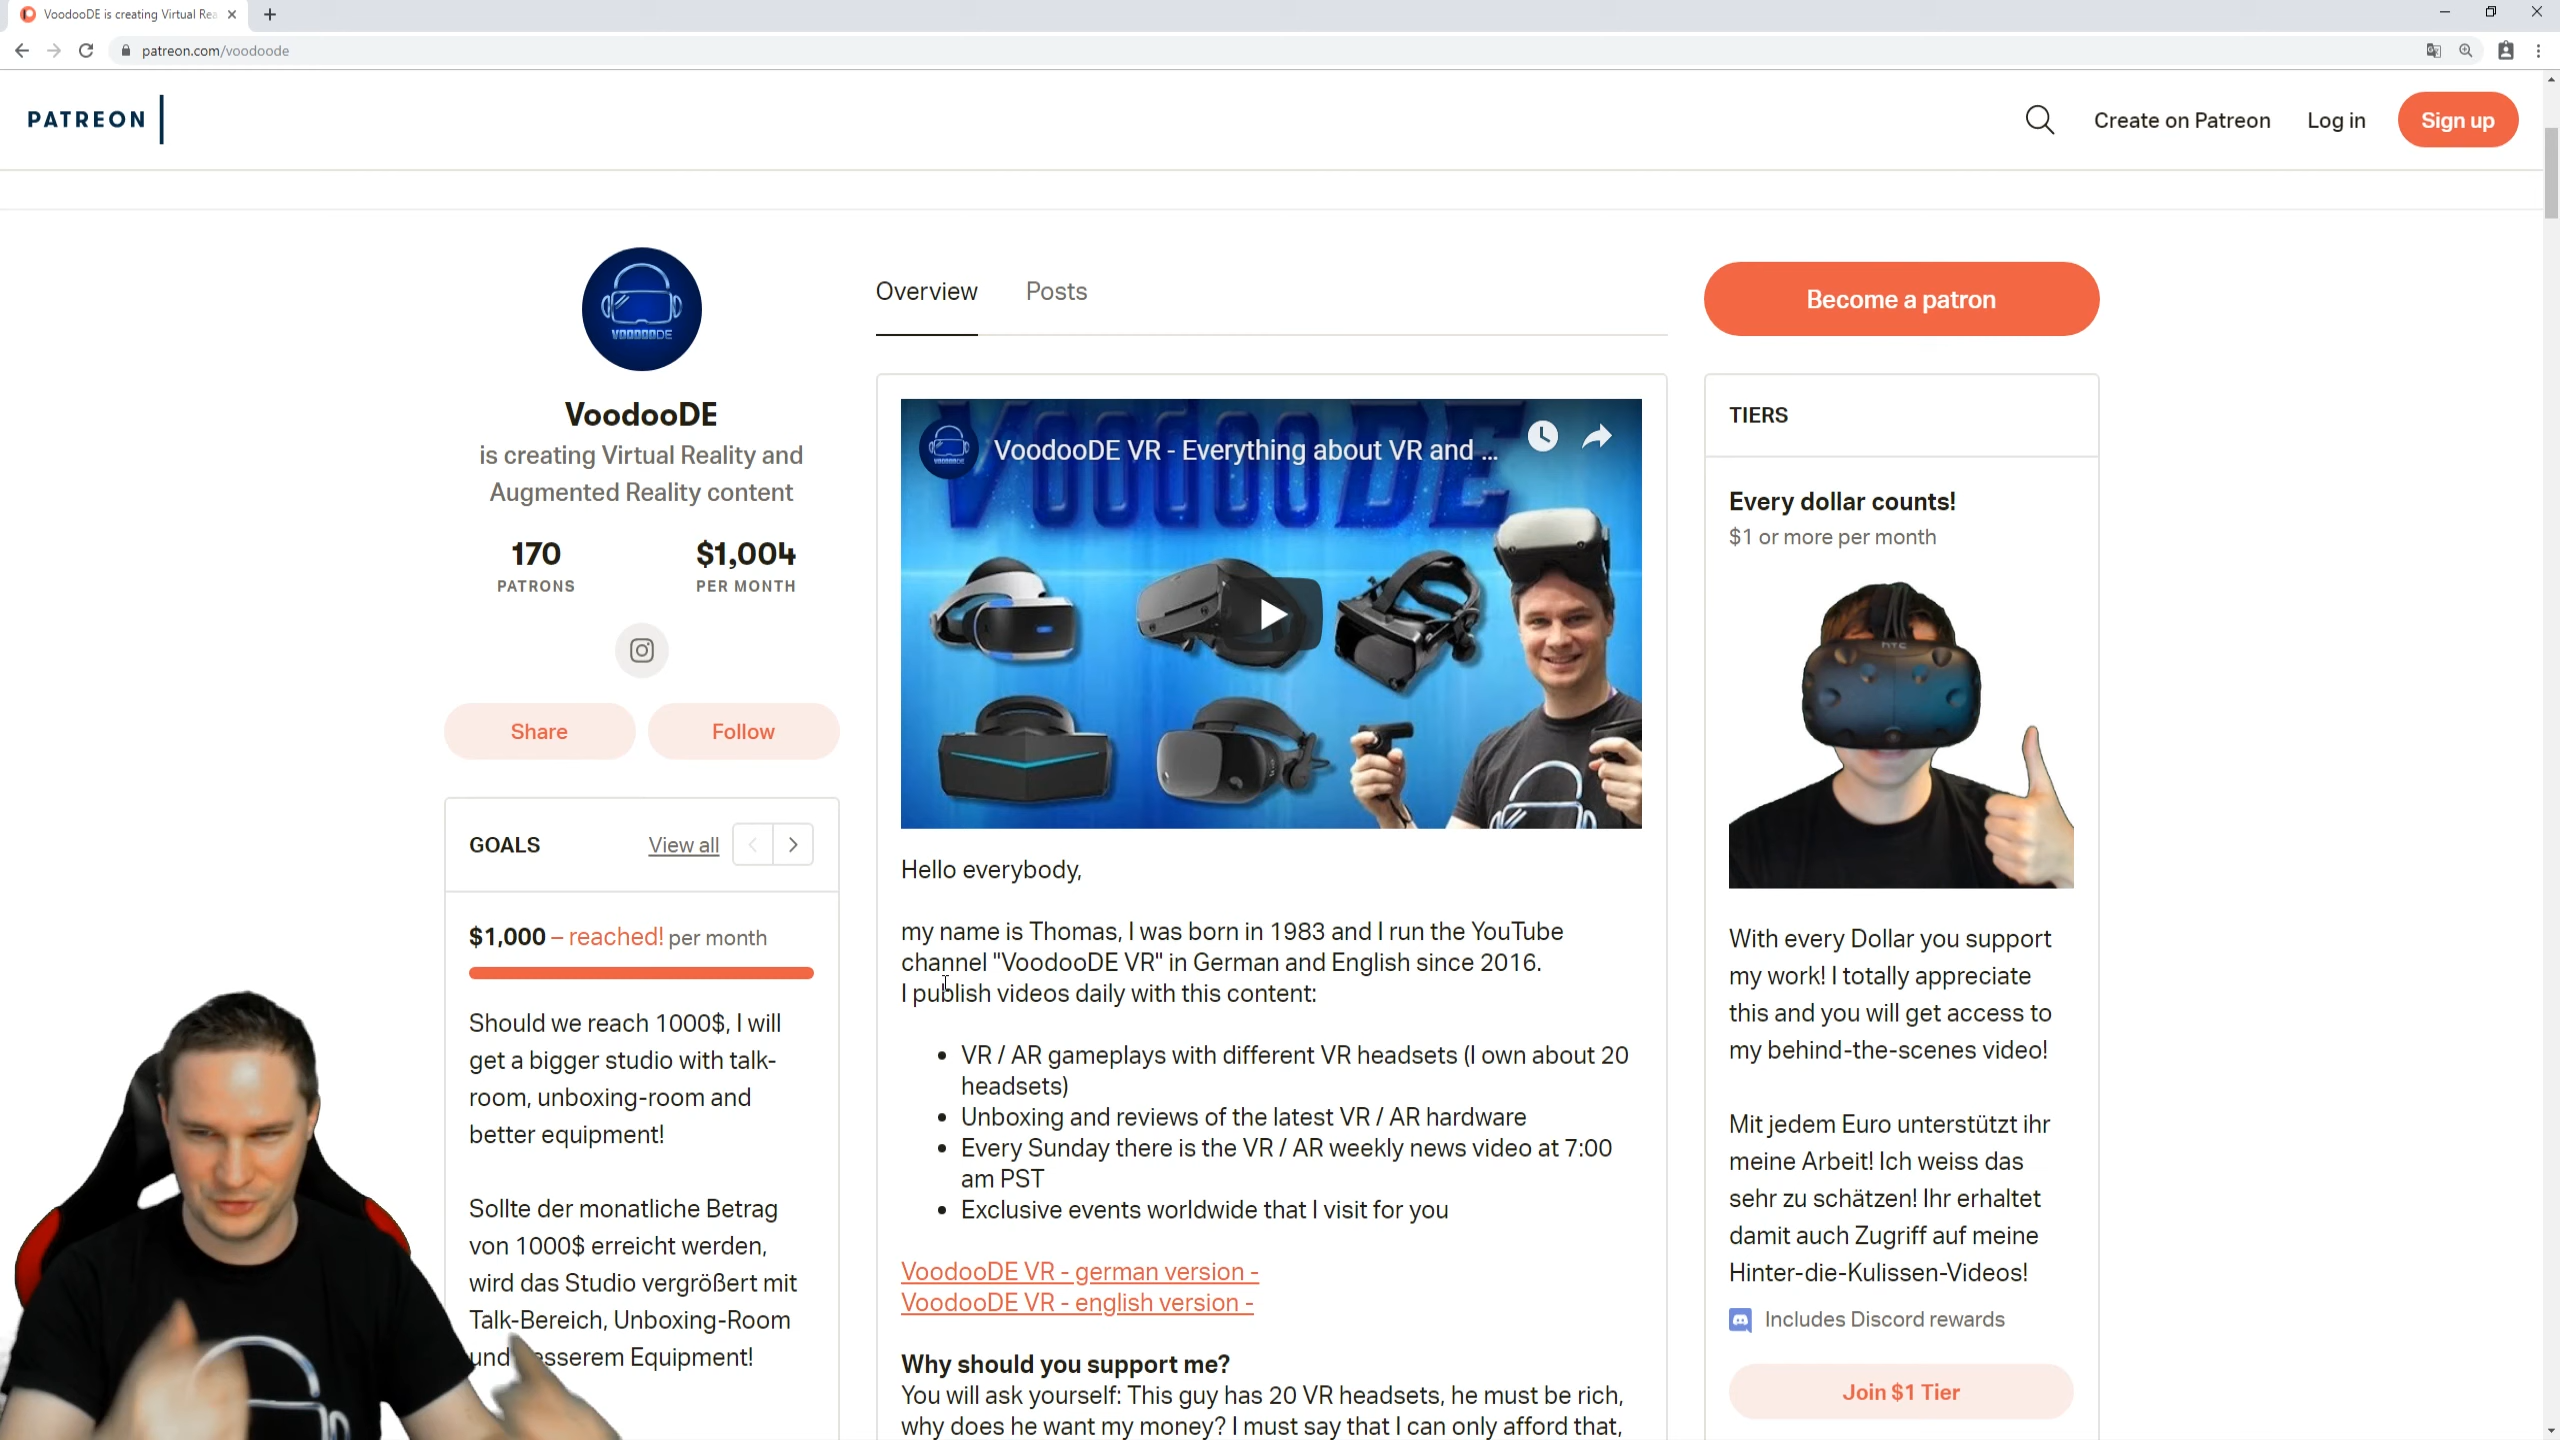 VoodooDE is creating Virtual Rea
patreon.com/voodoode
PATREON
Create on Patreon
Log in
Sign up
VOODOODE
VoodooDE
is creating Virtual Reality and
Augmented Reality content
170
PATRONS
$1,004
PER MONTH
Share
Follow
GOALS
View all
$1,000 – reached! per month
Should we reach 1000$, I will
get a bigger studio with talk-
room, unboxing-room and
better equipment!
Sollte der monatliche Betrag
von 1000$ erreicht werden,
wird das Studio vergrößert mit
Talk-Bereich, Unboxing-Room
und esserem Equipment!
Overview
Posts
VOODOODE
VoodooDE VR - Everything about VR and ...
Hello everybody,
my name is Thomas, I was born in 1983 and I run the YouTube
channel "VoodooDE VR" in German and English since 2016.
I publish videos daily with this content:
• VR / AR gameplays with different VR headsets (I own about 20
headsets)
• Unboxing and reviews of the latest VR / AR hardware
• Every Sunday there is the VR / AR weekly news video at 7:00
am PST
• Exclusive events worldwide that I visit for you
VoodooDE VR - german version -
VoodooDE VR - english version -
Why should you support me?
You will ask yourself: This guy has 20 VR headsets, he must be rich,
why does he want my money? I must say that I can only afford that,
Become a patron
TIERS
Every dollar counts!
$1 or more per month
HTC
With every Dollar you support
my work! I totally appreciate
this and you will get access to
my behind-the-scenes video!
Mit jedem Euro unterstützt ihr
meine Arbeit! Ich weiss das
sehr zu schätzen! Ihr erhaltet
damit auch Zugriff auf meine
Hinter-die-Kulissen-Videos!
Includes Discord rewards
Join $1 Tier